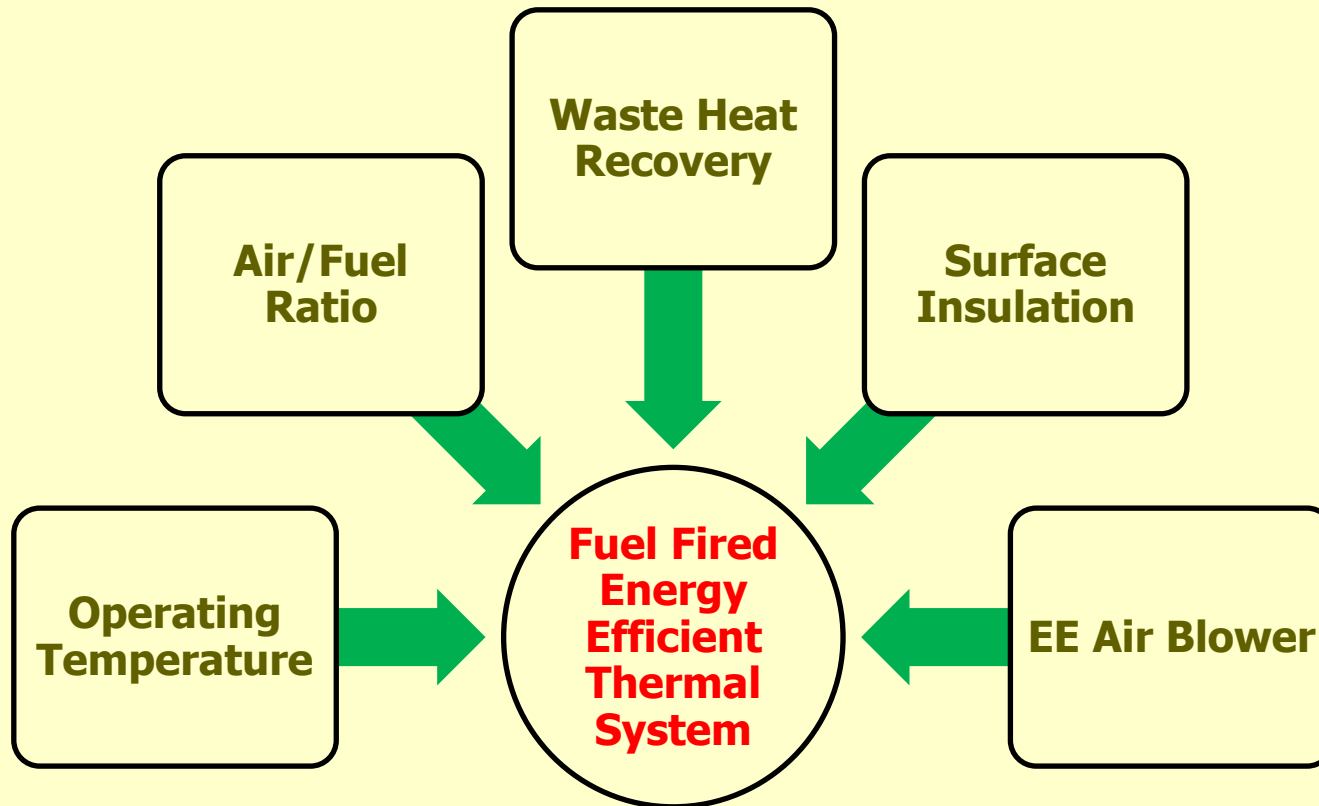 Waste Heat
Recovery
Air/Fuel
Ratio
Surface
Insulation
Operating
Temperature
Fuel Fired
Energy
Efficient
Thermal
System
EE Air Blower